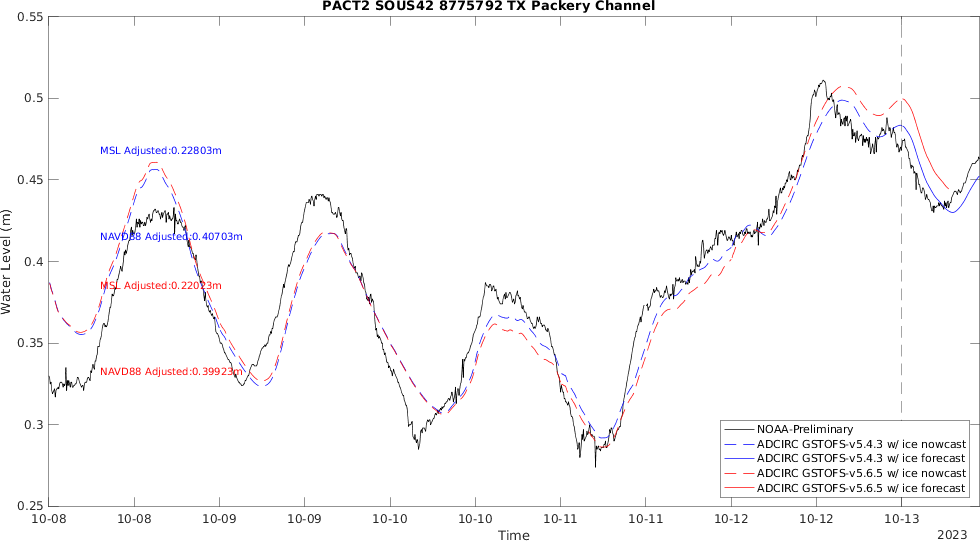 PACT2 SOUS42 8775792 TX Packery Channel
0.55
0.5
0.45
0.4
0.35
0.3
0.25
Water Level (m)
MSL Adjusted:0.22803m
NAVD88 Adjusted:0.40703m
MSL Adjusted:0.22023m
NAVD88 Adjusted:0.39923m
NOAA-Preliminary
ADCIRC GSTOFS-v5.4.3 w/ ice nowcast
ADCIRC GSTOFS-v5.4.3 w/ ice forecast
ADCIRC GSTOFS-v5.6.5 w/ ice nowcast
ADCIRC GSTOFS-v5.6.5 w/ ice forecast
10-08 10-08 10-09 10-09 10-10 10-10 10-11 10-11 10-12 10-12 10-13
Time
2023